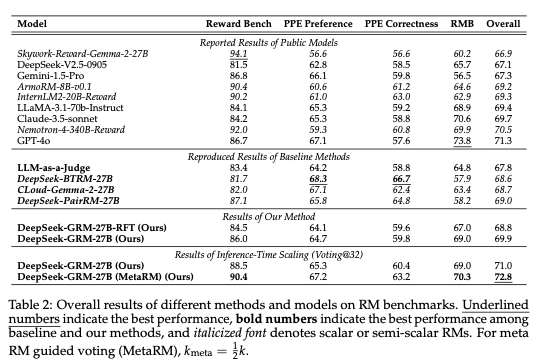 Model Reward Bench PPE Preference PPE Correctness RMB Overall
Reported Results of Public Models
Skywork-Reward-Gemma-2-27B 94.1 56.6 56.6 60.2 66.9
DeepSeek-V2.5-0905 81.5 62.8 58.5 65.7 67.1
Gemini-1.5-Pro 86.8 66.1 59.8 56.5 67.3
ArmoRM-8B-v0.1 90.4 60.6 61.2 64.6 69.2
InternLM2-20B-Reward 90.2 61.0 63.0 62.9 69.3
LLaMA-3.1-70b-Instruct 84.1 65.3 59.2 68.9 69.4
Claude-3.5-sonnet 84.2 65.3 58.8 70.6 69.7
Nemotron-4-340B-Reward 92.0 59.3 60.8 69.9 70.5
GPT-4o 86.7 67.1 57.6 73.8 71.3
Reproduced Results of Baseline Methods
LLM-as-a-Judge 83.4 64.2 58.8 64.8 67.8
DeepSeek-BTRM-27B 81.7 68.3 66.7 57.9 68.6
CLoud-Gemma-2-27B 82.0 67.1 62.4 63.4 68.7
DeepSeek-PairRM-27B 87.1 65.8 64.8 58.2 69.0
Results of Our Method
DeepSeek-GRM-27B-RFT (Ours) 84.5 64.1 59.6 67.0 68.8
DeepSeek-GRM-27B (Ours) 86.0 64.7 59.8 69.0 69.9
Results of Inference-Time Scaling (Voting@32)
DeepSeek-GRM-27B (Ours) 88.5 65.3 60.4 69.0 71.0
DeepSeek-GRM-27B (MetaRM) (Ours) 90.4 67.2 63.2 70.3 72.8
Table 2: Overall results of different methods and models on RM benchmarks. Underlined
numbers indicate the best performance, bold numbers indicate the best performance among
baseline and our methods, and italicized font denotes scalar or semi-scalar RMs. For meta
RM guided voting (MetaRM), k_meta = ½k.